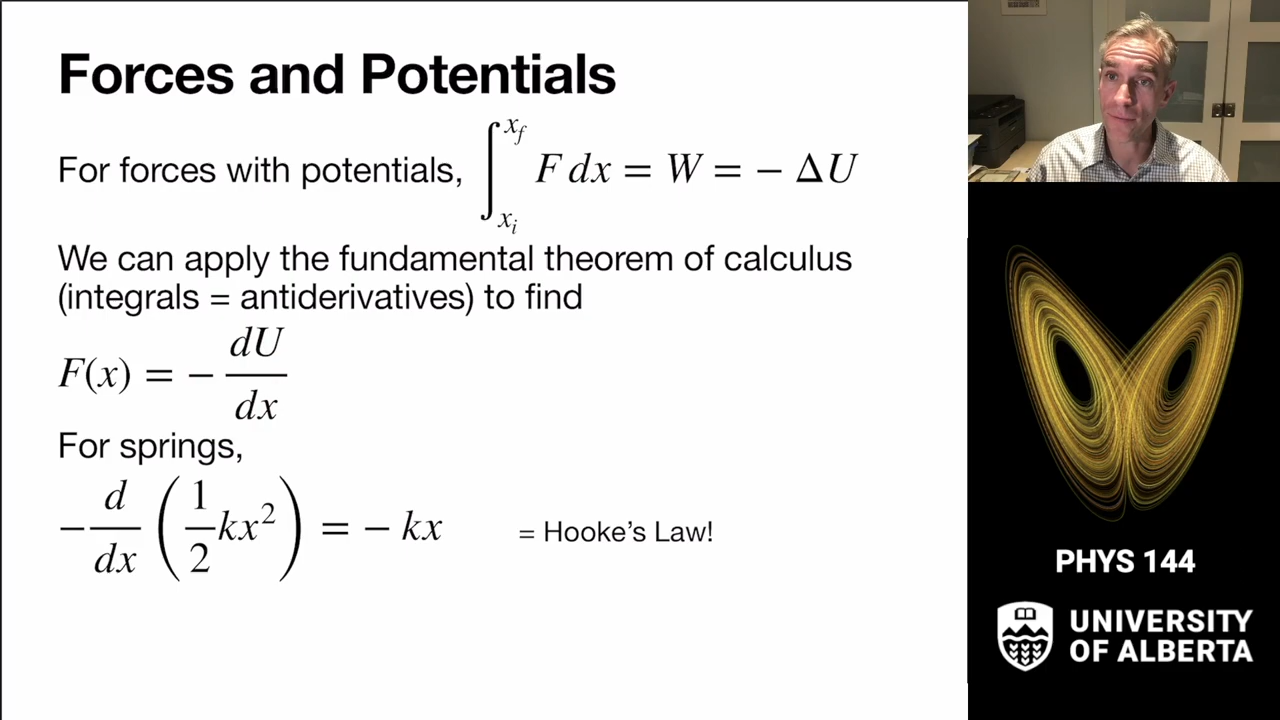 Forces and Potentials
For forces with potentials, ∫_{x_i}^{x_f} F dx = W = − ΔU
We can apply the fundamental theorem of calculus
(integrals = antiderivatives) to find
F(x) = − dU/dx
For springs,
−d/dx (1/2 kx²) = − kx = Hooke's Law!
PHYS 144
UNIVERSITY
OF ALBERTA